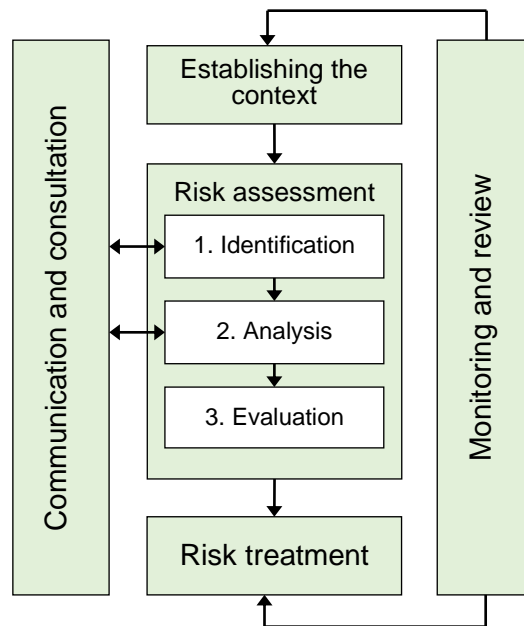 Communication and consultation
Establishing the
context
Risk assessment
1. Identification
2. Analysis
3. Evaluation
Risk treatment
Monitoring and review